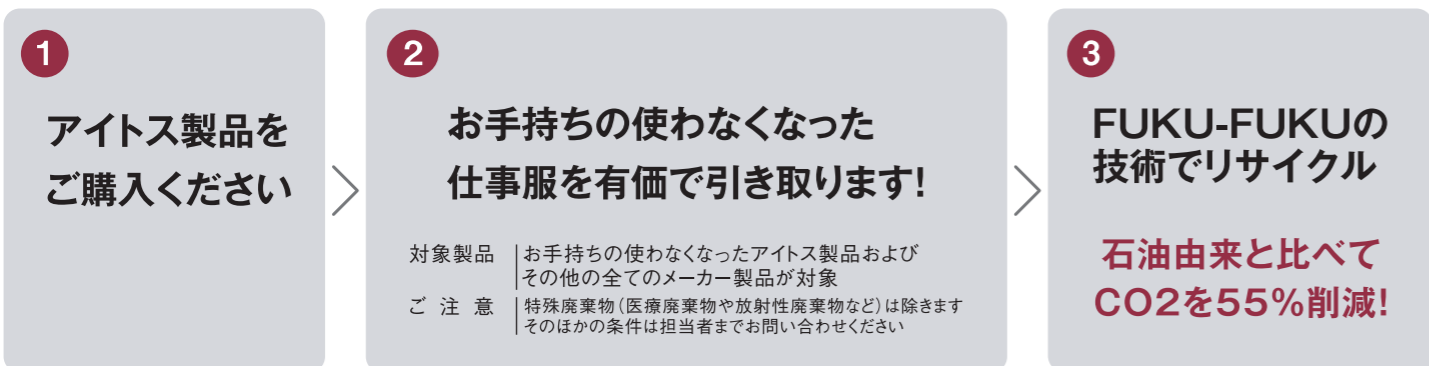 1
アイトス製品を
ご購入ください
2
お手持ちの使わなくなった
仕事服を有価で引き取ります!
対象製品 お手持ちの使わなくなったアイトス製品および
その他の全てのメーカー製品が対象
ご注意 特殊廃棄物(医療廃棄物や放射性廃棄物など)は除きます
そのほかの条件は担当者までお問い合わせください
3
FUKU-FUKUの
技術でリサイクル
石油由来と比べて
CO2を55%削減!